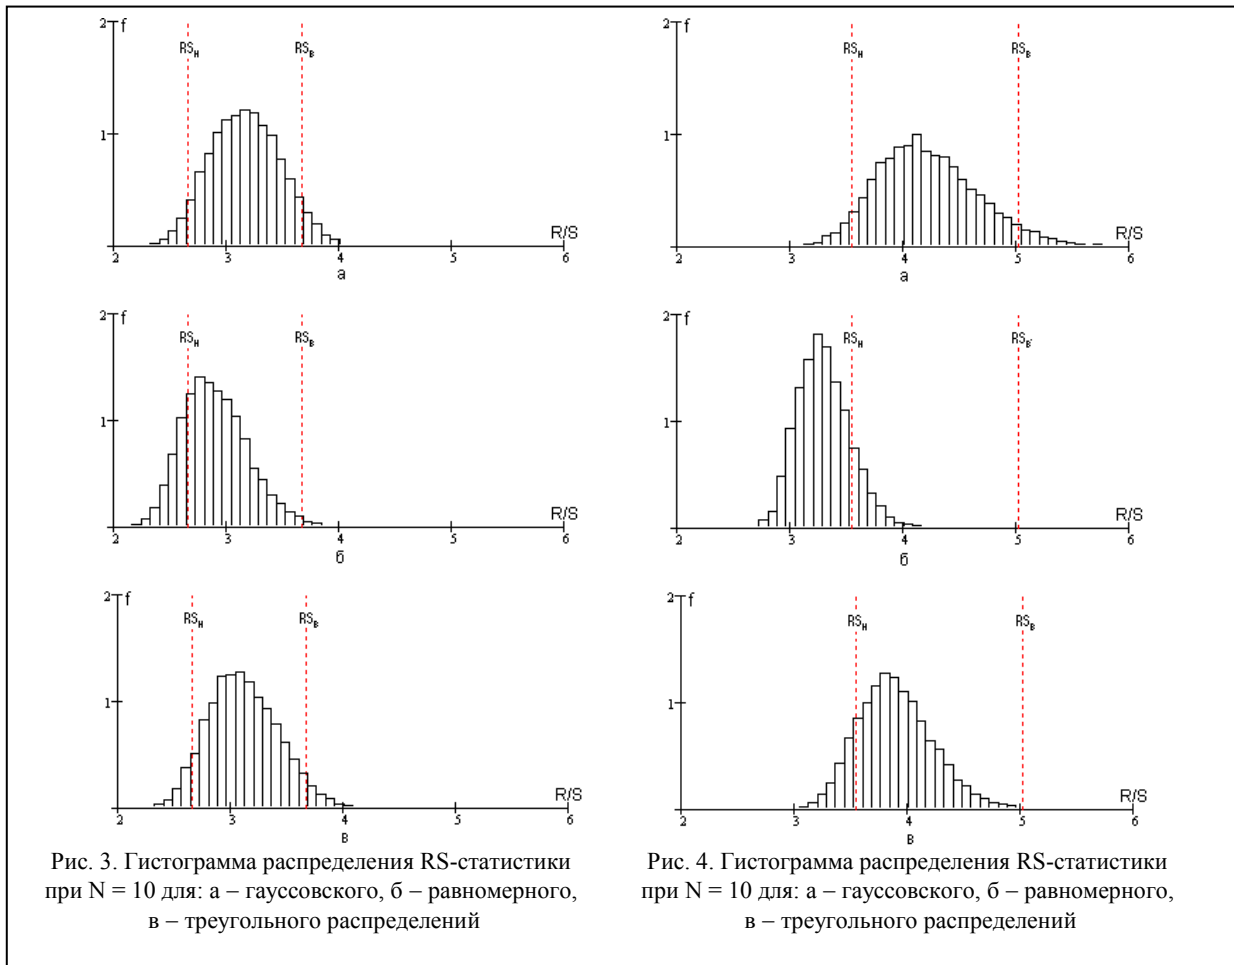 2 f
RSн RSв
1
R/S
2 3 4 5 6
а
2 f
RSн RSв
1
R/S
2 3 4 5 6
б
2 f
RSн RSв
1
R/S
2 3 4 5 6
в
Рис. 3. Гистограмма распределения RS-статистики
при N = 10 для: а – гауссовского, б – равномерного,
в – треугольного распределений
2 f
RSн RSв
1
R/S
2 3 4 5 6
а
2 f
RSн RSв
1
R/S
2 3 4 5 6
б
2 f
RSн RSв
1
R/S
2 3 4 5 6
в
Рис. 4. Гистограмма распределения RS-статистики
при N = 10 для: а – гауссовского, б – равномерного,
в – треугольного распределений